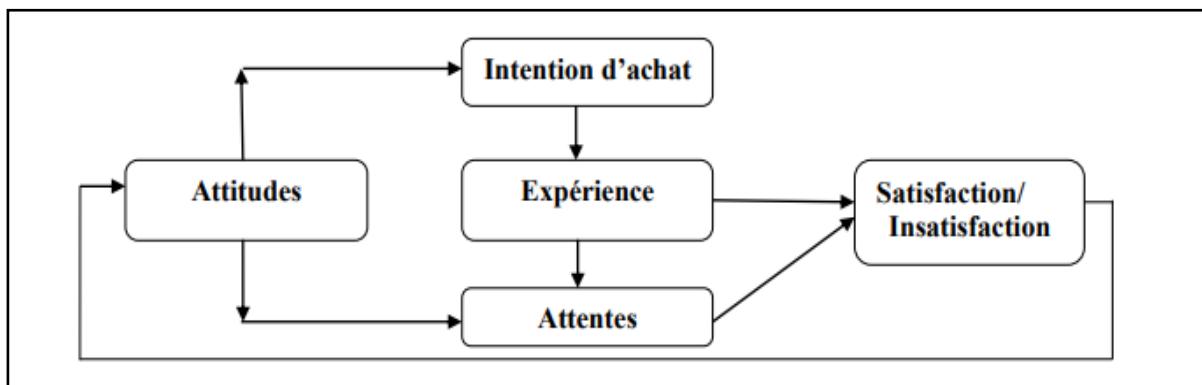 Intention d'achat
Attitudes
Expérience
Satisfaction/
Insatisfaction
Attentes